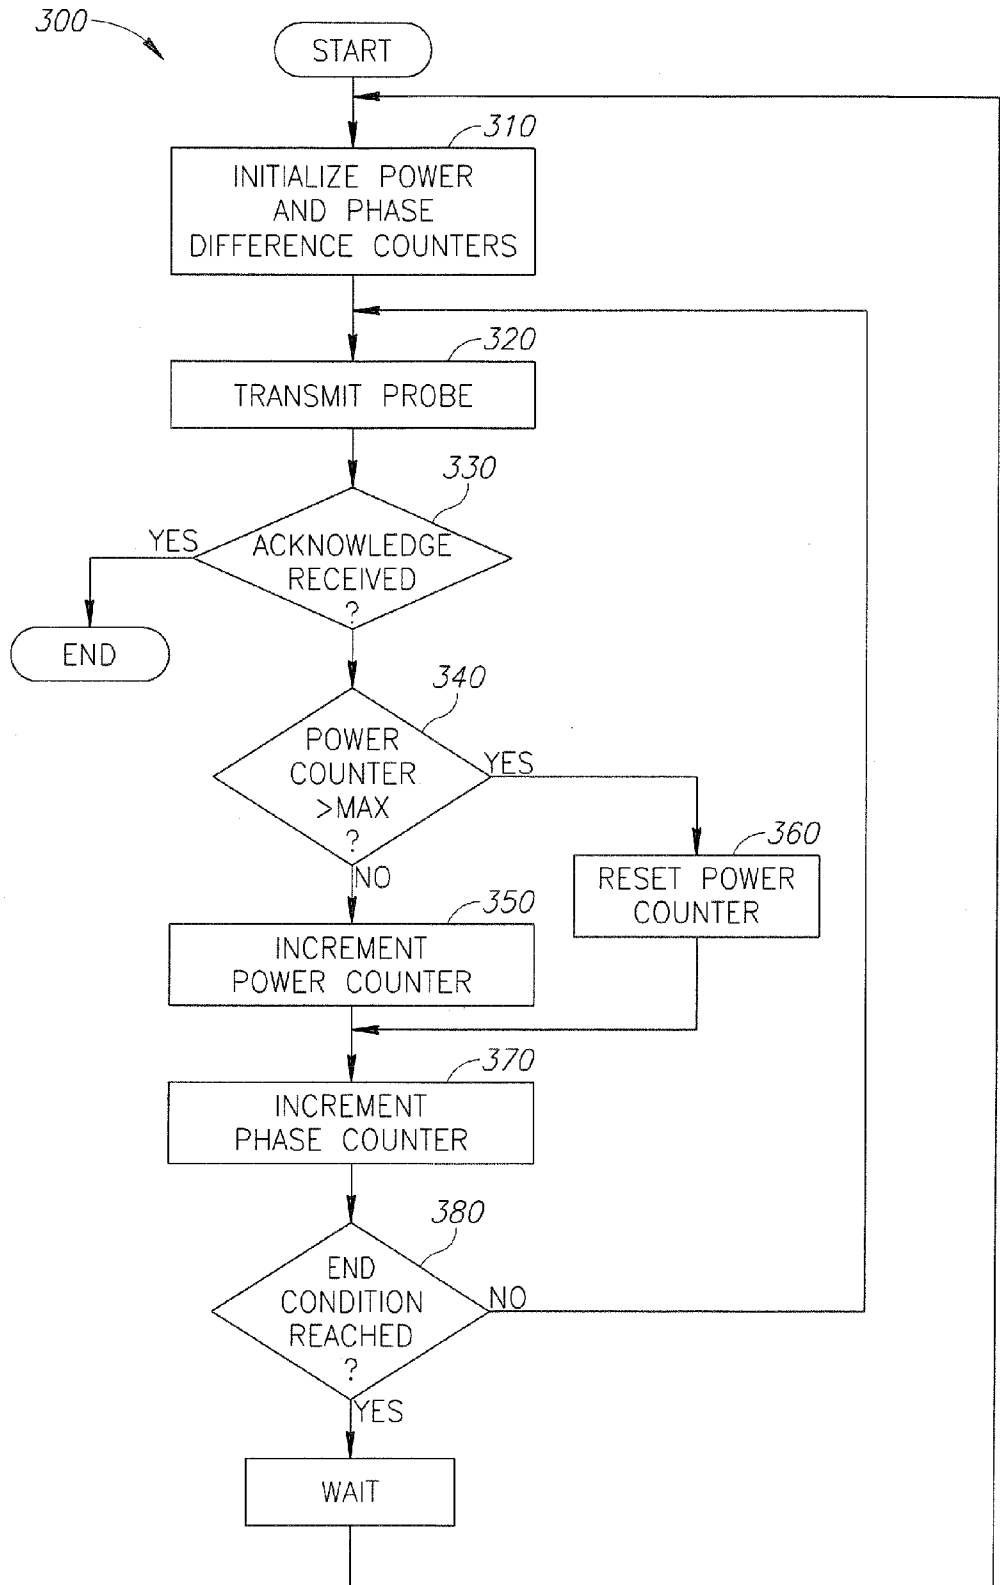 300
START
310
INITIALIZE POWER
AND PHASE
DIFFERENCE COUNTERS
320
TRANSMIT PROBE
330
YES
ACKNOWLEDGE
RECEIVED
?
END
340
POWER
COUNTER
>MAX
?
YES
NO
360
RESET POWER
COUNTER
350
INCREMENT
POWER COUNTER
370
INCREMENT
PHASE COUNTER
380
END
CONDITION
REACHED
?
NO
YES
WAIT